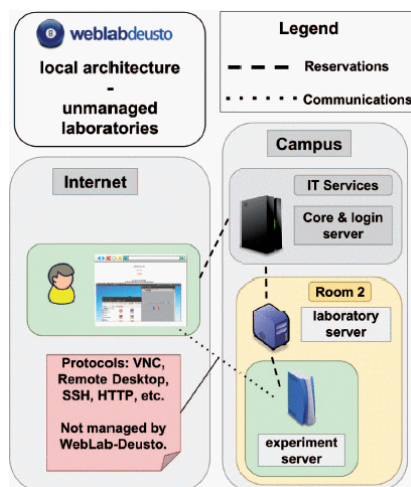 weblabdeusto
local architecture
-
unmanaged
laboratories
Legend
Reservations
Communications
Internet
Campus
IT Services
Core & login
server
Room 2
laboratory
server
experiment
server
Protocols: VNC,
Remote Desktop,
SSH, HTTP, etc.
Not managed by
WebLab-Deusto.